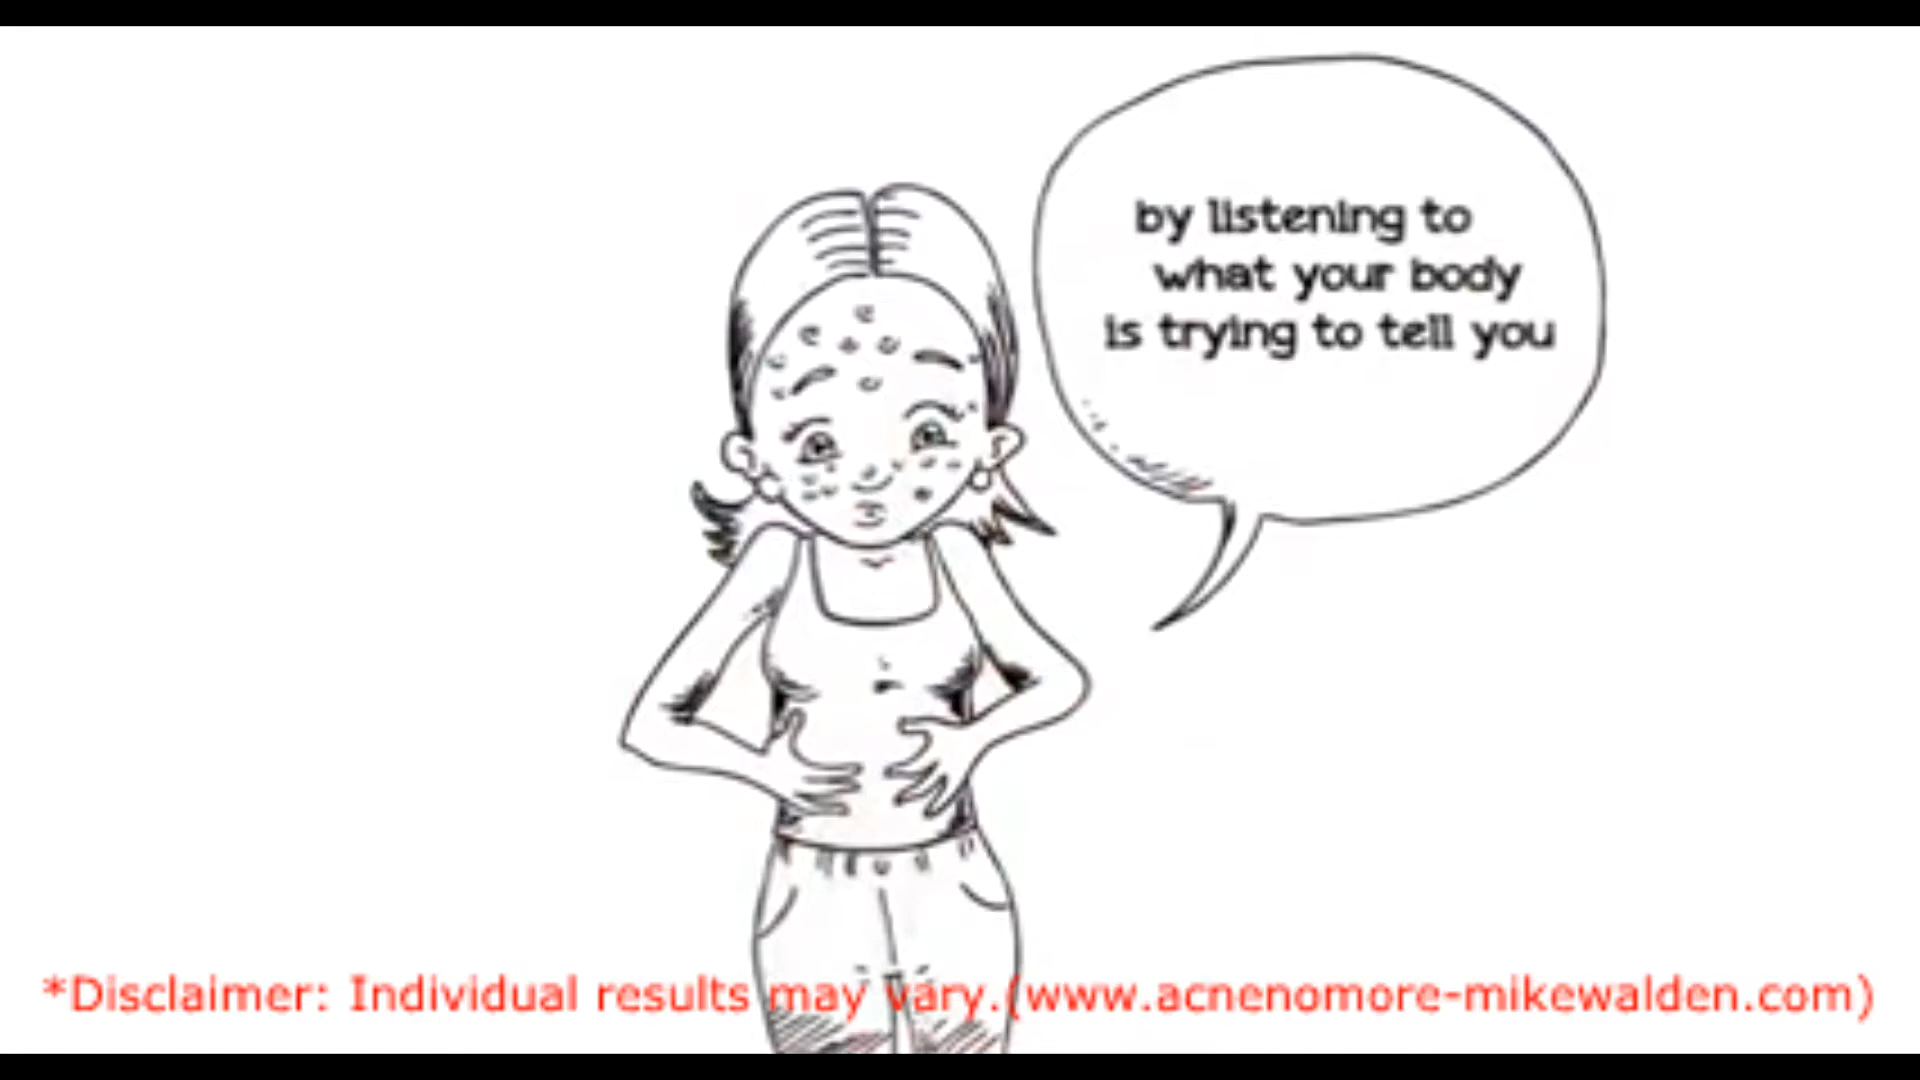 by listening to
what your body
is trying to tell you
*Disclaimer: Individual results may vary.(www.acnenomore-mikewalden.com)